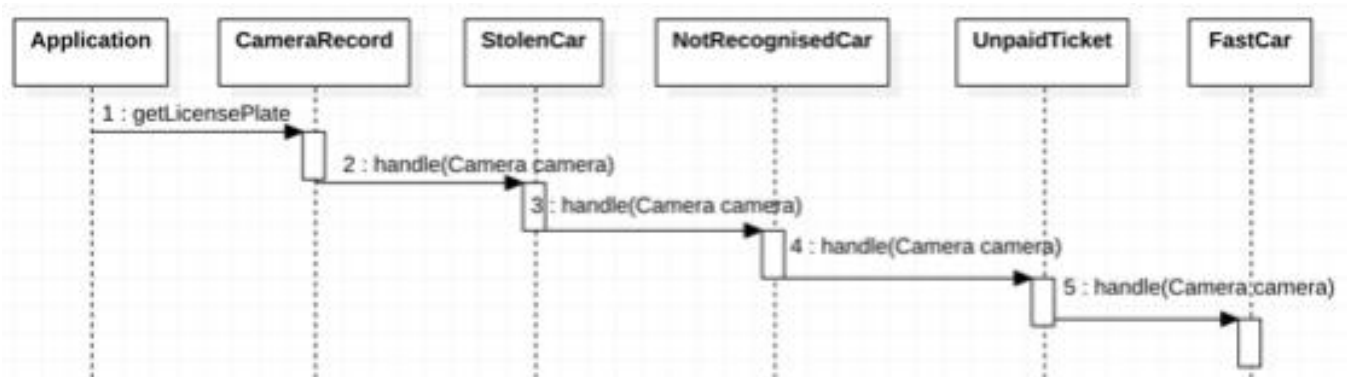 Application
CameraRecord
StolenCar
NotRecognisedCar
UnpaidTicket
FastCar
1 : getLicensePlate
2 : handle(Camera camera)
3 : handle(Camera camera)
4 : handle(Camera camera)
5 : handle(Camera camera)